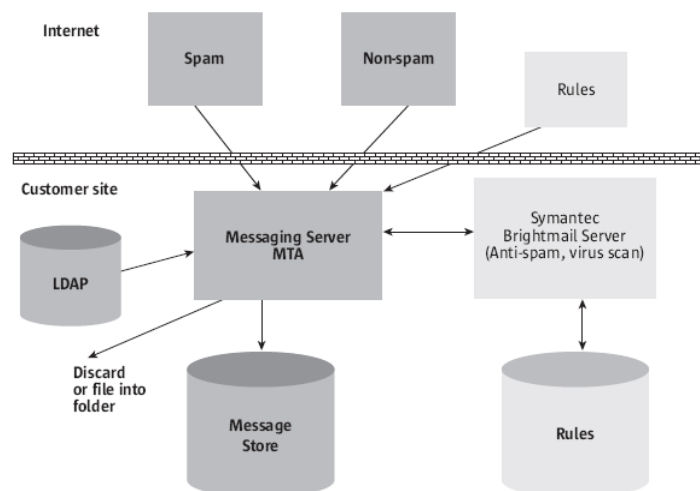 Internet
Spam
Non-spam
Rules
Customer site
Messaging Server
MTA
Symantec
Brightmail Server
(Anti-spam, virus scan)
LDAP
Discard
or file into
folder
Message
Store
Rules